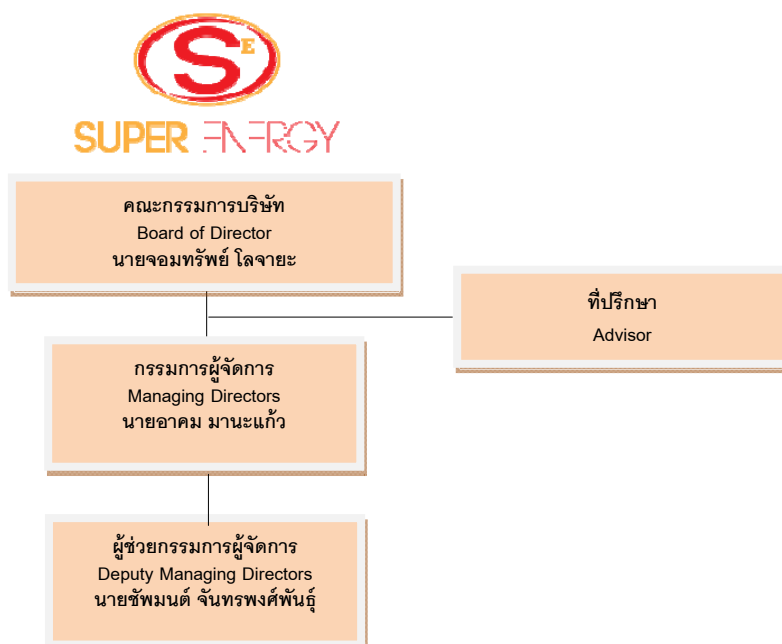 SE
SUPER ENERGY
คณะกรรมการบริษัท
Board of Director
นายจอมทรัพย์ โลจายะ
ที่ปรึกษา
Advisor
กรรมการผู้จัดการ
Managing Directors
นายอาคม มานะแก้ว
ผู้ช่วยกรรมการผู้จัดการ
Deputy Managing Directors
นายชัพมนต์ จันทรพงศ์พันธุ์